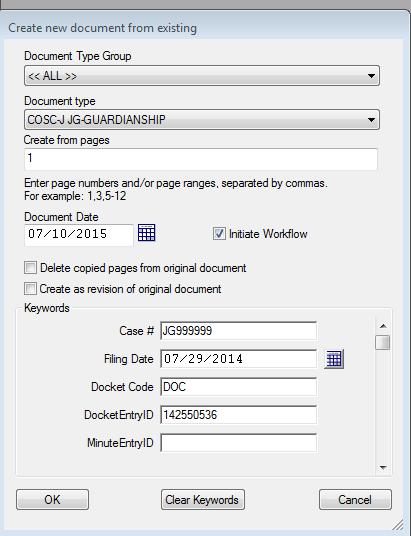 Create new document from existing
Document Type Group
<< ALL >>
Document type
COSC-J JG-GUARDIANSHIP
Create from pages
1
Enter page numbers and/or page ranges, separated by commas.
For example: 1,3,5-12
Document Date
07/10/2015
Initiate Workflow
Delete copied pages from original document
Create as revision of original document
Keywords
Case # JG999999
Filing Date 07/29/2014
Docket Code DOC
DocketEntryID 142550536
MinuteEntryID
OK Clear Keywords Cancel